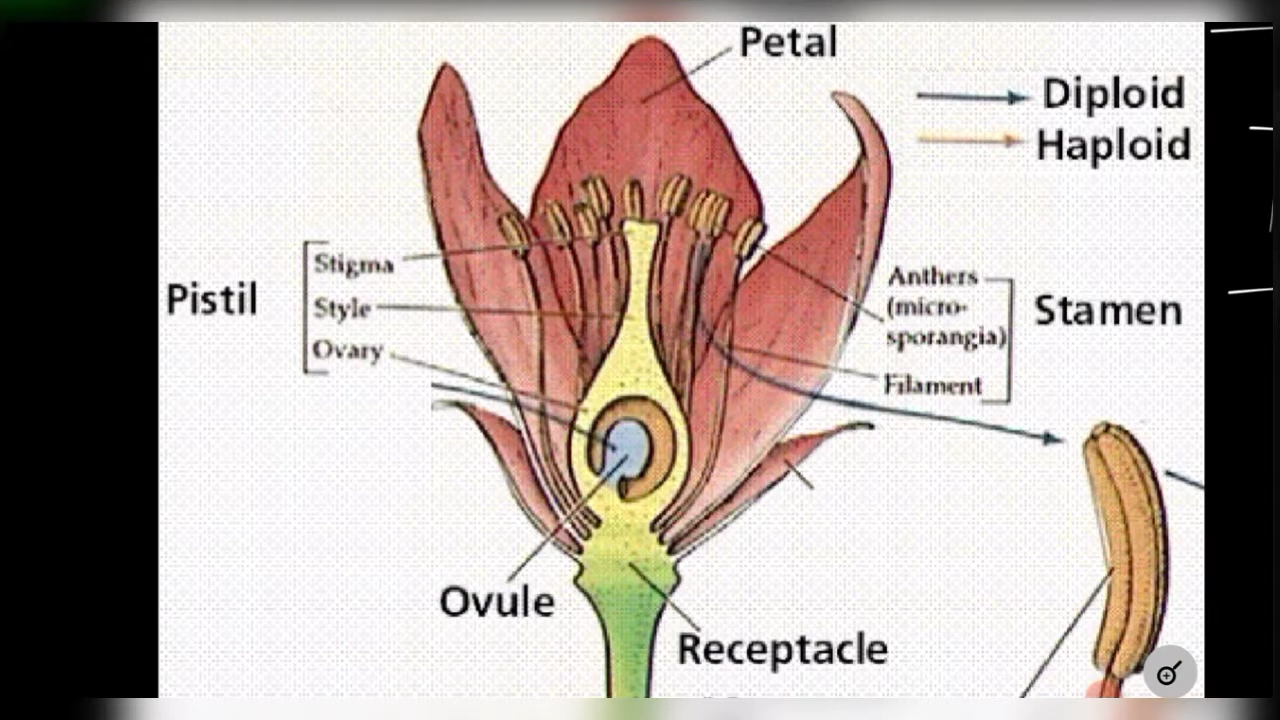 Petal
Diploid
Haploid
Pistil
Stigma
Style
Ovary
Anthers
(micro-
sporangia)
Filament
Stamen
Ovule
Receptacle